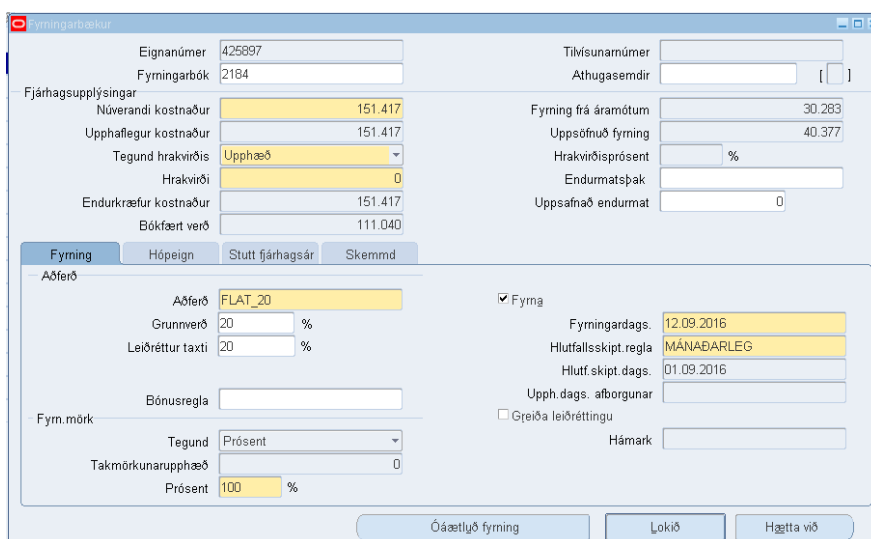 Fyrningarbækur
Eignanúmer 425897 Tilvísunarnúmer
Fyrningarbók 2184 Athugasemdir [ ]
Fjárhagsupplýsingar
Núverandi kostnaður 151.417 Fyrning frá áramótum 30.283
Upphaflegur kostnaður 151.417 Uppsöfnuð fyrning 40.377
Tegund hrakvirðis Upphæð Hrakvirðisprósent %
Hrakvirði 0 Endurmatsþak
Endurkræfur kostnaður 151.417 Uppsafnað endurmat 0
Bókfært verð 111.040
Fyrning Hópeign Stutt fjárhagsár Skemmd
Aðferð
Aðferð FLAT_20 Fyrna
Grunnverð 20 % Fyrningardags. 12.09.2016
Leiðréttur taxti 20 % Hlutfallsskipt.regla MÁNAÐARLEG
Hlutf.skipt.dags. 01.09.2016
Bónusregla Upph.dags. afborgunar
Fyrn.mörk Greiða leiðréttingu
Tegund Prósent Hámark
Takmörkunarupphæð 0
Prósent 100 %
Óáætluð fyrning Lokið Hætta við